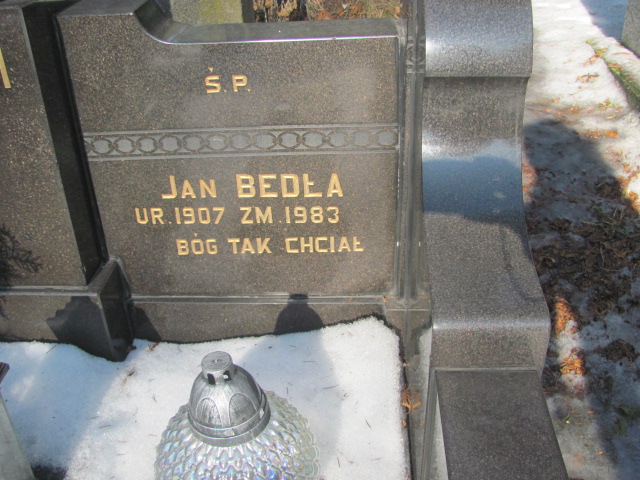 Ś.P.
JAN BEDŁA
UR. 1907 ZM. 1983
BÓG TAK CHCIAŁ